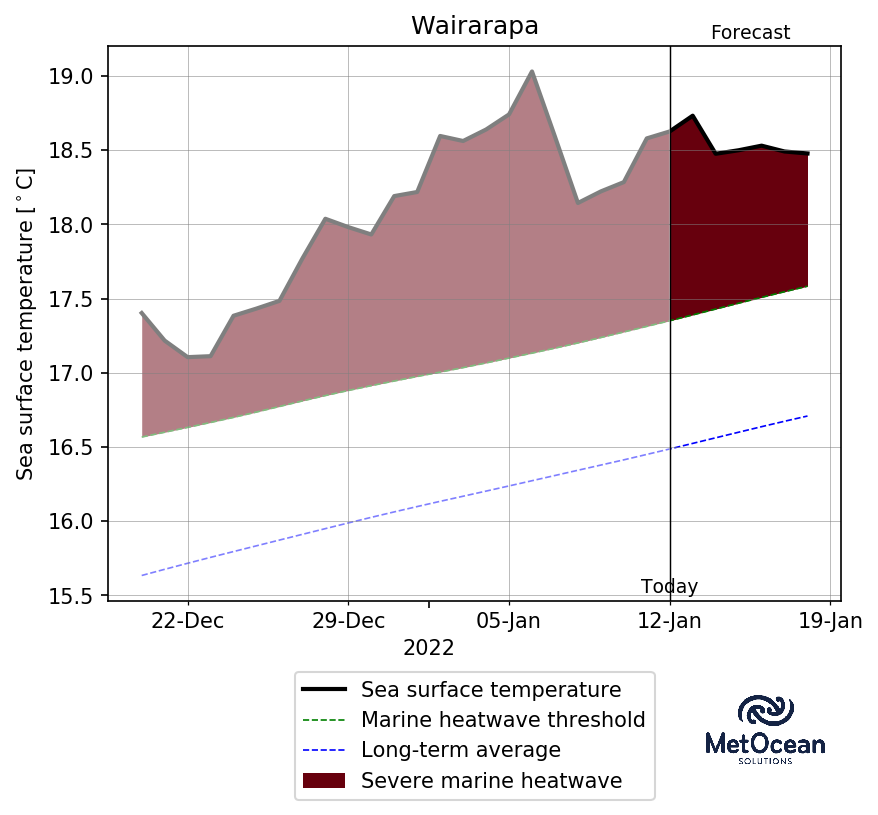 Wairarapa
Forecast
Sea surface temperature [°C]
19.0
18.5
18.0
17.5
17.0
16.5
16.0
15.5
Today
22-Dec 29-Dec 05-Jan 12-Jan 19-Jan
2022
Sea surface temperature
Marine heatwave threshold
Long-term average
Severe marine heatwave
MetOcean
SOLUTIONS